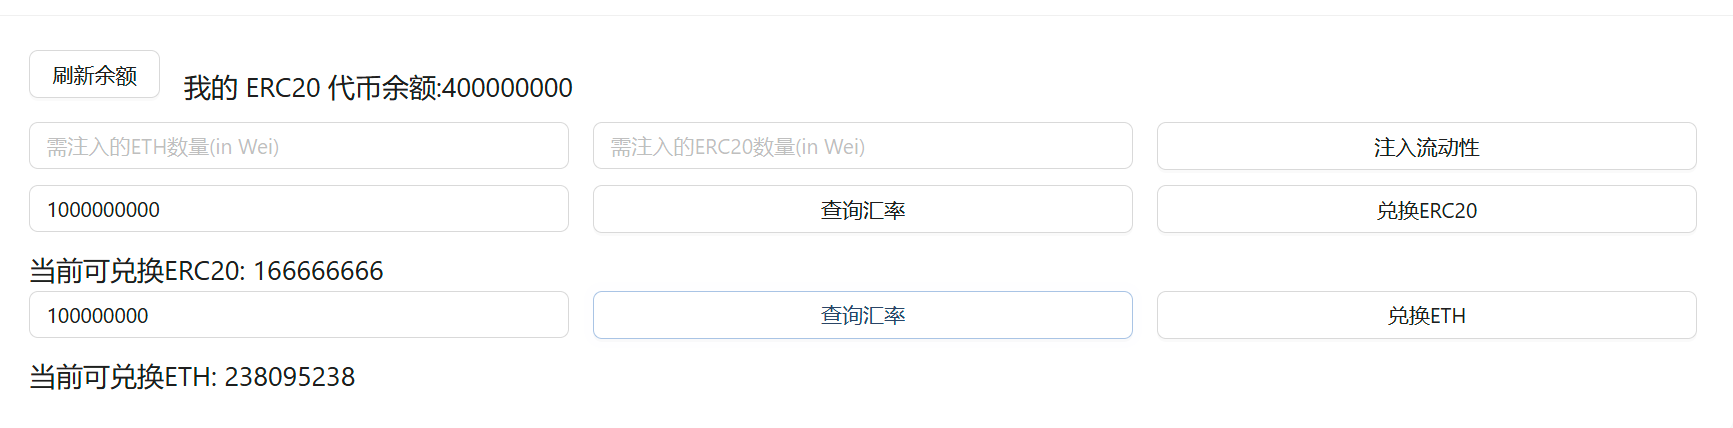 刷新余额 我的 ERC20 代币余额:400000000
需注入的ETH数量(in Wei) 需注入的ERC20数量(in Wei) 注入流动性
1000000000 查询汇率 兑换ERC20
当前可兑换ERC20: 166666666
100000000 查询汇率 兑换ETH
当前可兑换ETH: 238095238